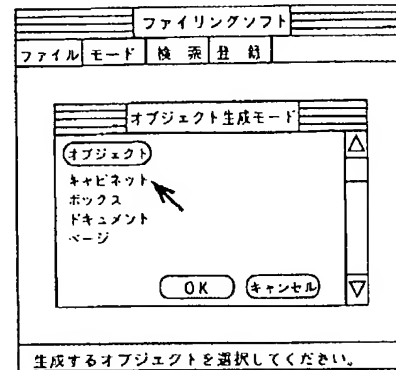 ファイリングソフト
ファイル モード 検索 登録
オブジェクト生成モード
オブジェクト
キャビネット
ボックス
ドキュメント
ページ
OK キャンセル
生成するオブジェクトを選択してください。